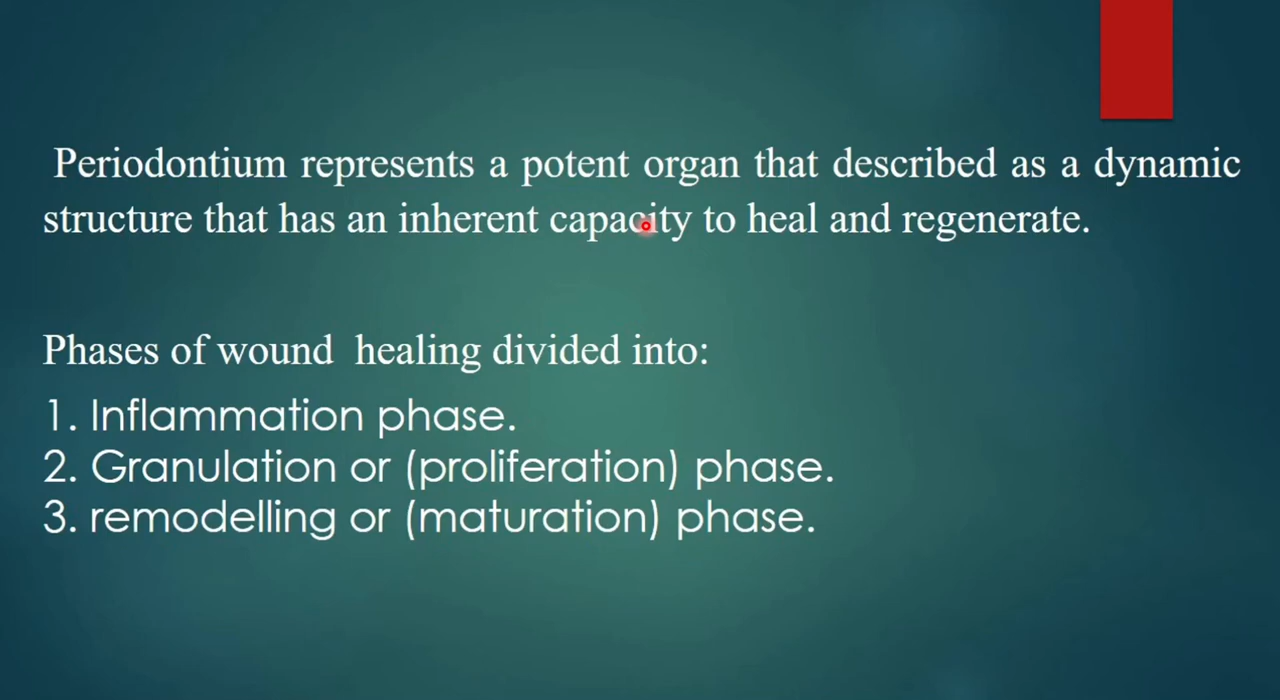 Periodontium represents a potent organ that described as a dynamic
structure that has an inherent capacity to heal and regenerate.
Phases of wound  healing divided into:
1. Inflammation phase.
2. Granulation or (proliferation) phase.
3. remodelling or (maturation) phase.